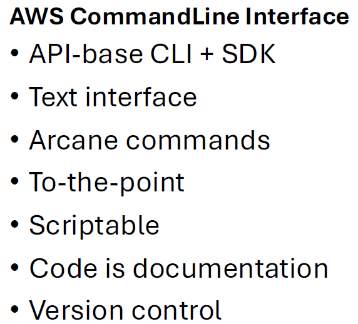 AWS CommandLine Interface
• API-base CLI + SDK
• Text interface
• Arcane commands
• To-the-point
• Scriptable
• Code is documentation
• Version control